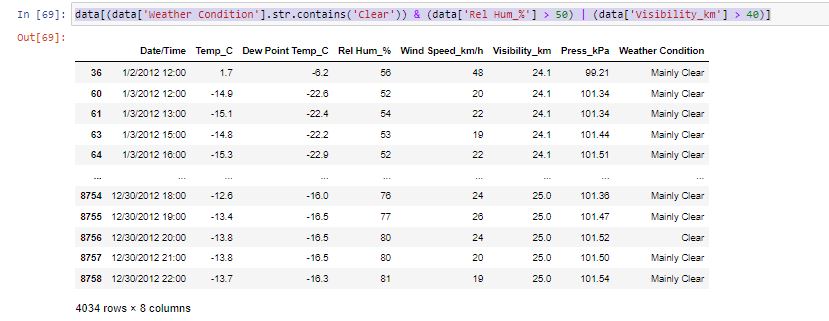 In [69]: data[(data['Weather Condition'].str.contains('Clear')) & (data['Rel Hum_%'] > 50) | (data['Visibility_km'] > 40)]
Out[69]:
Date/Time Temp_C Dew Point Temp_C Rel Hum_% Wind Speed_km/h Visibility_km Press_kPa Weather Condition
36 1/2/2012 12:00 1.7 -6.2 56 48 24.1 99.21 Mainly Clear
60 1/3/2012 12:00 -14.9 -22.6 52 20 24.1 101.34 Mainly Clear
61 1/3/2012 13:00 -15.1 -22.4 54 22 24.1 101.34 Mainly Clear
63 1/3/2012 15:00 -14.8 -22.2 53 19 24.1 101.44 Mainly Clear
64 1/3/2012 16:00 -15.3 -22.9 52 22 24.1 101.51 Mainly Clear
... ... ... ... ... ... ... ... ...
8754 12/30/2012 18:00 -12.6 -16.0 76 24 25.0 101.36 Mainly Clear
8755 12/30/2012 19:00 -13.4 -16.5 77 26 25.0 101.47 Mainly Clear
8756 12/30/2012 20:00 -13.8 -16.5 80 24 25.0 101.52 Clear
8757 12/30/2012 21:00 -13.8 -16.5 80 20 25.0 101.50 Mainly Clear
8758 12/30/2012 22:00 -13.7 -16.3 81 19 25.0 101.54 Mainly Clear
4034 rows × 8 columns